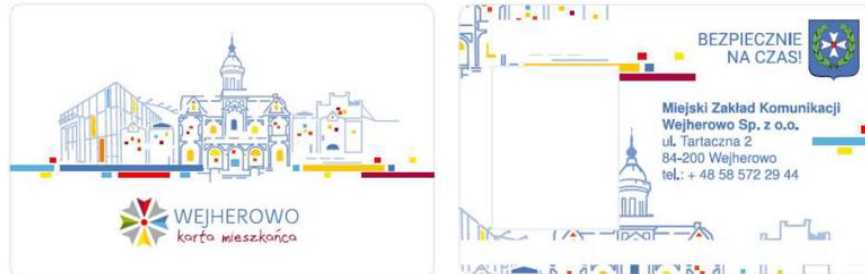 WEJHEROWO
karta mieszkańca
BEZPIECZNIE
NA CZAS!
Miejski Zakład Komunikacji
Wejherowo Sp. z o.o.
ul. Tartaczna 2
84-200 Wejherowo
tel.: + 48 58 572 29 44